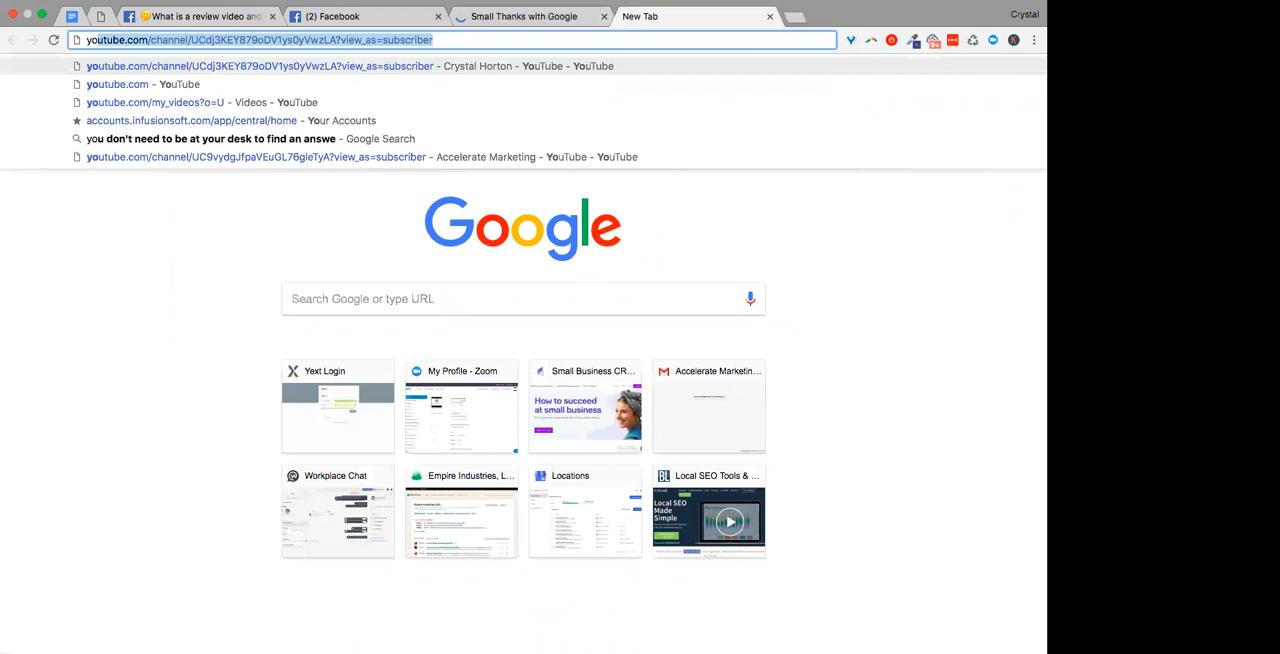 🤔What is a review video and
(2) Facebook
Small Thanks with Google
New Tab
Crystal
youtube.com/channel/UCdj3KEY879oDV1ys0yVwzLA?view_as=subscriber
youtube.com/channel/UCdj3KEY879oDV1ys0yVwzLA?view_as=subscriber - Crystal Horton - YouTube - YouTube
youtube.com - YouTube
youtube.com/my_videos?o=U - Videos - YouTube
accounts.infusionsoft.com/app/central/home - Your Accounts
you don't need to be at your desk to find an answe - Google Search
youtube.com/channel/UC9vydgJfpaVEuGL76gleTyA?view_as=subscriber - Accelerate Marketing - YouTube - YouTube
Google
Search Google or type URL
Yext Login
My Profile - Zoom
Small Business CR...
Accelerate Marketin...
How to succeed
at small business
Workplace Chat
Empire Industries, L...
Locations
Local SEO Tools & ...
Local SEO
Made
Simple